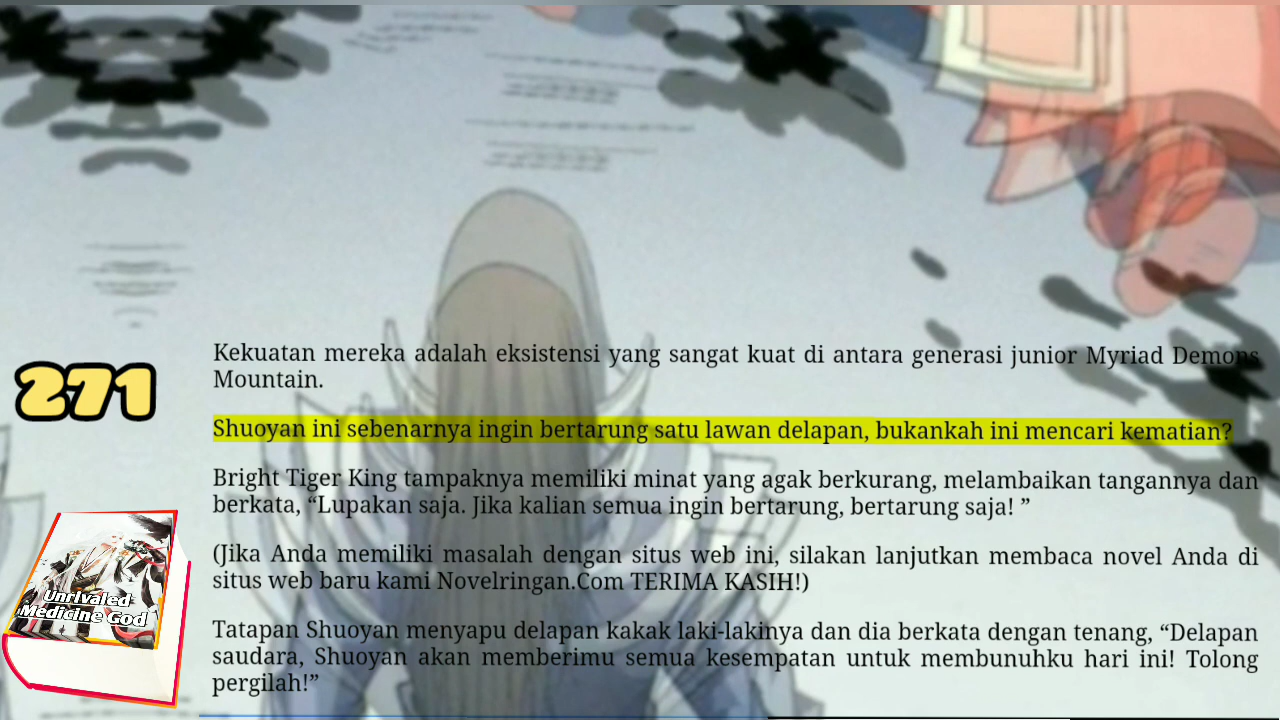 Kekuatan mereka adalah eksistensi yang sangat kuat di antara generasi junior Myriad Demons
Mountain.
271
Shuoyan ini sebenarnya ingin bertarung satu lawan delapan, bukankah ini mencari kematian?
Bright Tiger King tampaknya memiliki minat yang agak berkurang, melambaikan tangannya dan
berkata, “Lupakan saja. Jika kalian semua ingin bertarung, bertarung saja! ”
(Jika Anda memiliki masalah dengan situs web ini, silakan lanjutkan membaca novel Anda di
situs web baru kami Novelringan.Com TERIMA KASIH!)
Unrivaled
Medicine God
Tatapan Shuoyan menyapu delapan kakak laki-lakinya dan dia berkata dengan tenang, “Delapan
saudara, Shuoyan akan memberimu semua kesempatan untuk membunuhku hari ini! Tolong
pergilah!”